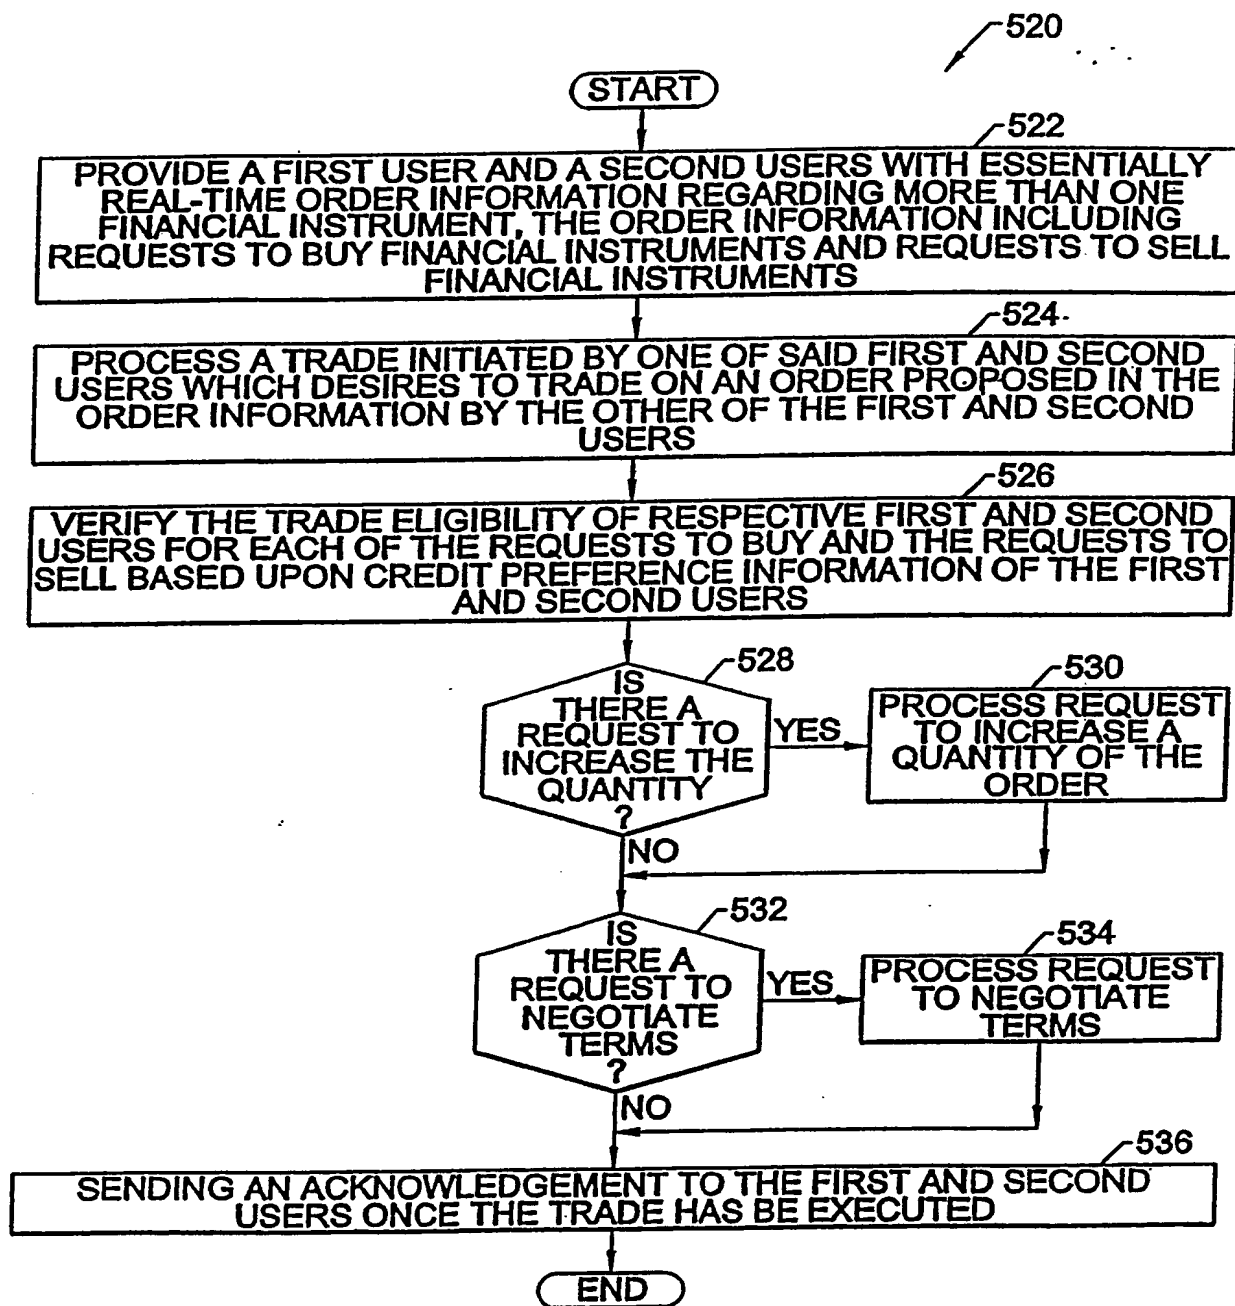 520
START
522
PROVIDE A FIRST USER AND A SECOND USERS WITH ESSENTIALLY
REAL-TIME ORDER INFORMATION REGARDING MORE THAN ONE
FINANCIAL INSTRUMENT, THE ORDER INFORMATION INCLUDING
REQUESTS TO BUY FINANCIAL INSTRUMENTS AND REQUESTS TO SELL
FINANCIAL INSTRUMENTS
524
PROCESS A TRADE INITIATED BY ONE OF SAID FIRST AND SECOND
USERS WHICH DESIRES TO TRADE ON AN ORDER PROPOSED IN THE
ORDER INFORMATION BY THE OTHER OF THE FIRST AND SECOND
USERS
526
VERIFY THE TRADE ELIGIBILITY OF RESPECTIVE FIRST AND SECOND
USERS FOR EACH OF THE REQUESTS TO BUY AND THE REQUESTS TO
SELL BASED UPON CREDIT PREFERENCE INFORMATION OF THE FIRST
AND SECOND USERS
528
IS
THERE A
REQUEST TO
INCREASE THE
QUANTITY
?
YES
530
PROCESS REQUEST
TO INCREASE A
QUANTITY OF THE
ORDER
NO
532
IS
THERE A
REQUEST TO
NEGOTIATE
TERMS
?
YES
534
PROCESS REQUEST
TO NEGOTIATE
TERMS
NO
536
SENDING AN ACKNOWLEDGEMENT TO THE FIRST AND SECOND
USERS ONCE THE TRADE HAS BE EXECUTED
END